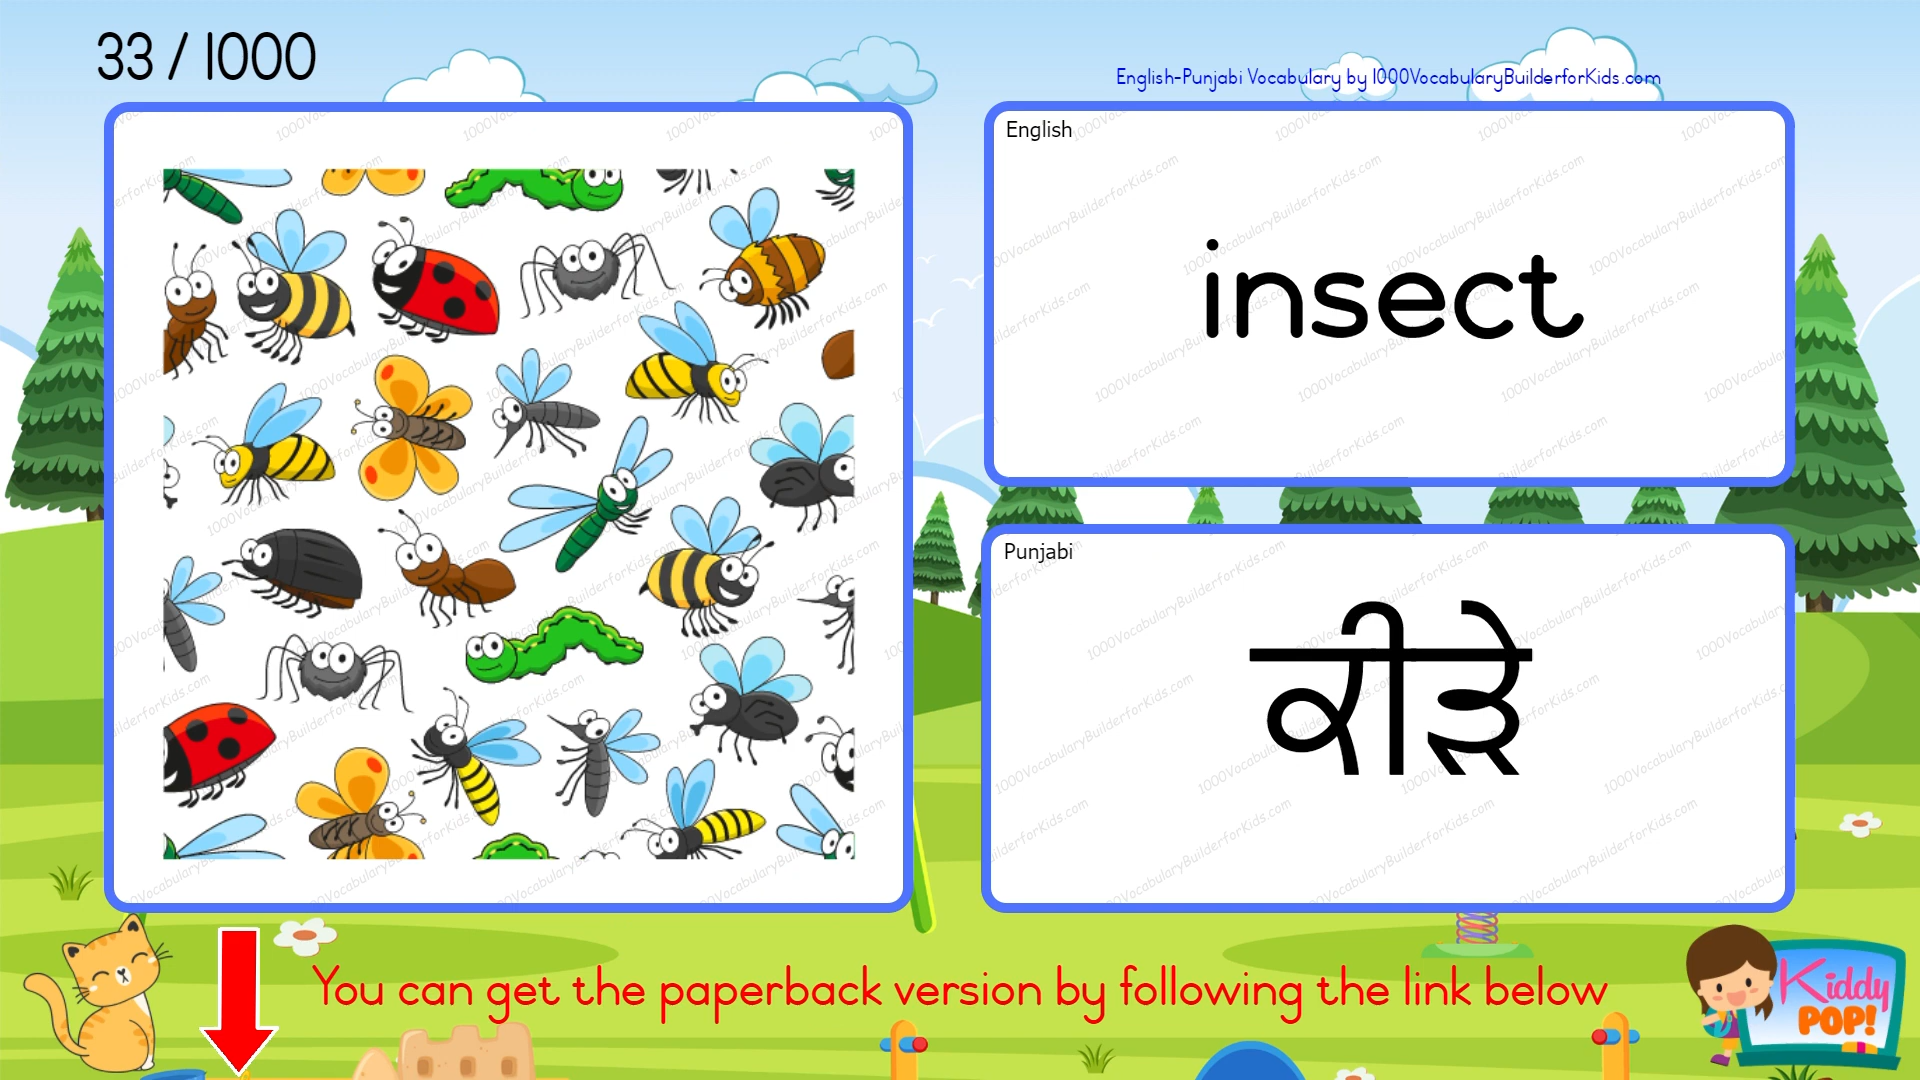 33 / 1000
English-Punjabi Vocabulary by 1000VocabularyBuilderforKids.com
English
insect
Punjabi
ਕੀੜੇ
You can get the paperback version by following the link below
Kiddy
POP!